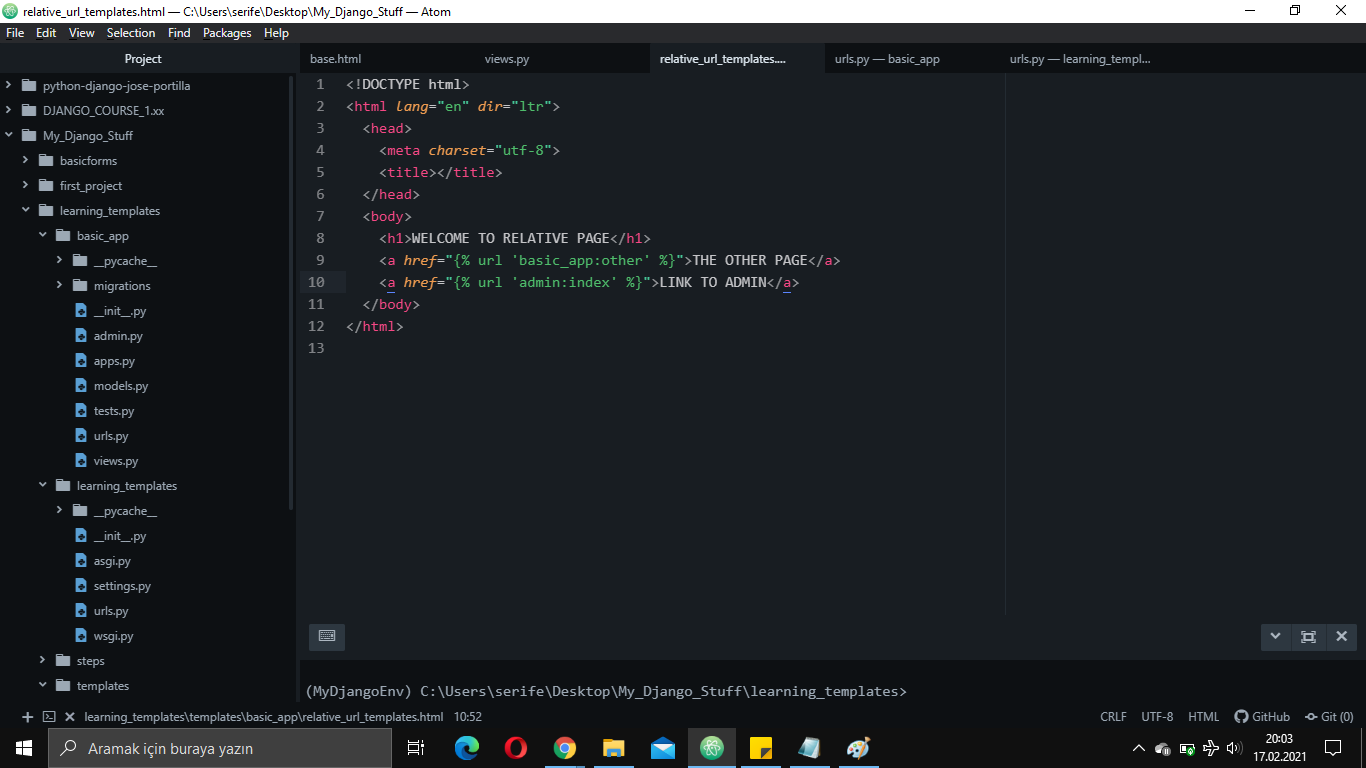 relative_url_templates.html — C:\Users\serife\Desktop\My_Django_Stuff — Atom
File Edit View Selection Find Packages Help
Project
python-django-jose-portilla
DJANGO_COURSE_1.xx
My_Django_Stuff
basicforms
first_project
learning_templates
basic_app
__pycache__
migrations
__init__.py
admin.py
apps.py
models.py
tests.py
urls.py
views.py
learning_templates
__pycache__
__init__.py
asgi.py
settings.py
urls.py
wsgi.py
steps
templates
base.html views.py relative_url_templates.... urls.py — basic_app urls.py — learning_templ...
1 <!DOCTYPE html>
2 <html lang="en" dir="ltr">
3 <head>
4 <meta charset="utf-8">
5 <title></title>
6 </head>
7 <body>
8 <h1>WELCOME TO RELATIVE PAGE</h1>
9 <a href="{% url 'basic_app:other' %}">THE OTHER PAGE</a>
10 <a href="{% url 'admin:index' %}">LINK TO ADMIN</a>
11 </body>
12 </html>
13
(MyDjangoEnv) C:\Users\serife\Desktop\My_Django_Stuff\learning_templates>
learning_templates\templates\basic_app\relative_url_templates.html 10:52 CRLF UTF-8 HTML GitHub Git (0)
Aramak için buraya yazın
20:03
17.02.2021